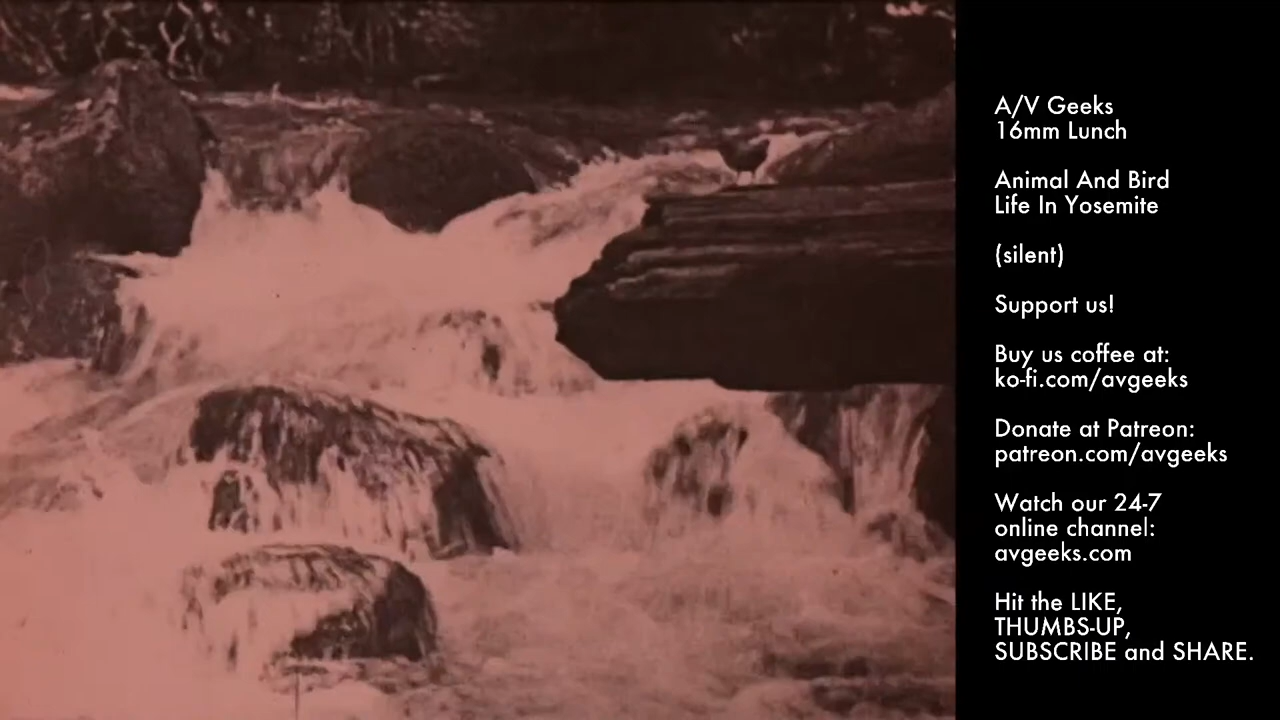 A/V Geeks
16mm Lunch
Animal And Bird
Life In Yosemite
(silent)
Support us!
Buy us coffee at:
ko-fi.com/avgeeks
Donate at Patreon:
patreon.com/avgeeks
Watch our 24-7
online channel:
avgeeks.com
Hit the LIKE,
THUMBS-UP,
SUBSCRIBE and SHARE.